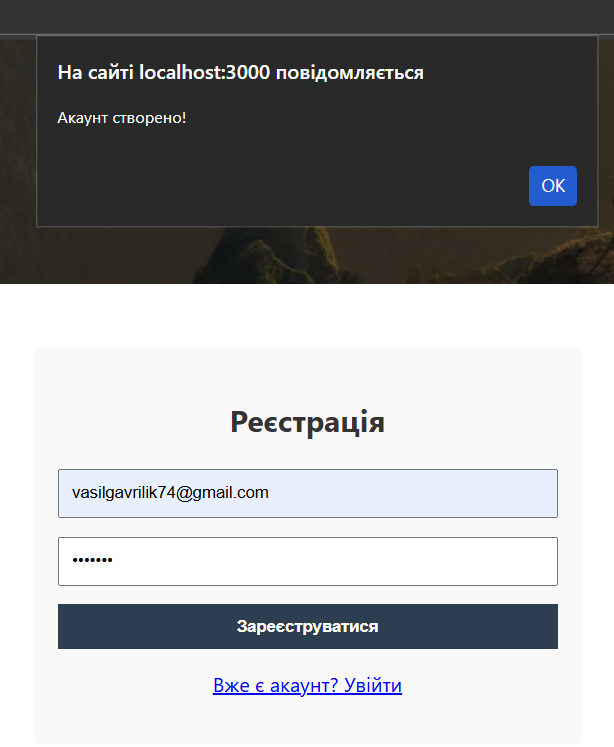 На сайті localhost:3000 повідомляється
Акаунт створено!
OK
Реєстрація
vasilgavrilik74@gmail.com
•••••••
Зареєструватися
Вже є акаунт? Увійти